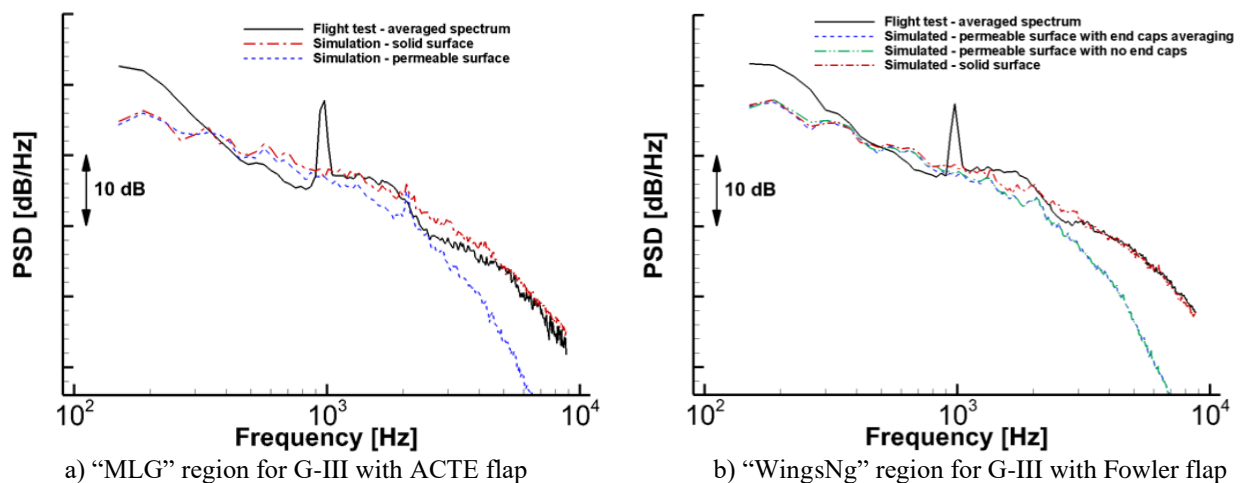 Flight test - averaged spectrum
Simulation - solid surface
Simulation - permeable surface
PSD [dB/Hz]
10 dB
10²
10³
10⁴
Frequency [Hz]
a) “MLG” region for G-III with ACTE flap
Flight test - averaged spectrum
Simulated - permeable surface with end caps averaging
Simulated - permeable surface with no end caps
Simulated - solid surface
PSD [dB/Hz]
10 dB
10²
10³
10⁴
Frequency [Hz]
b) “WingsNg” region for G-III with Fowler flap